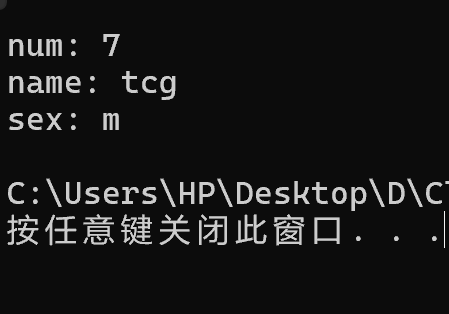 num: 7
name: tcg
sex: m
C:\Users\HP\Desktop\D\C
按任意键关闭此窗口. . .